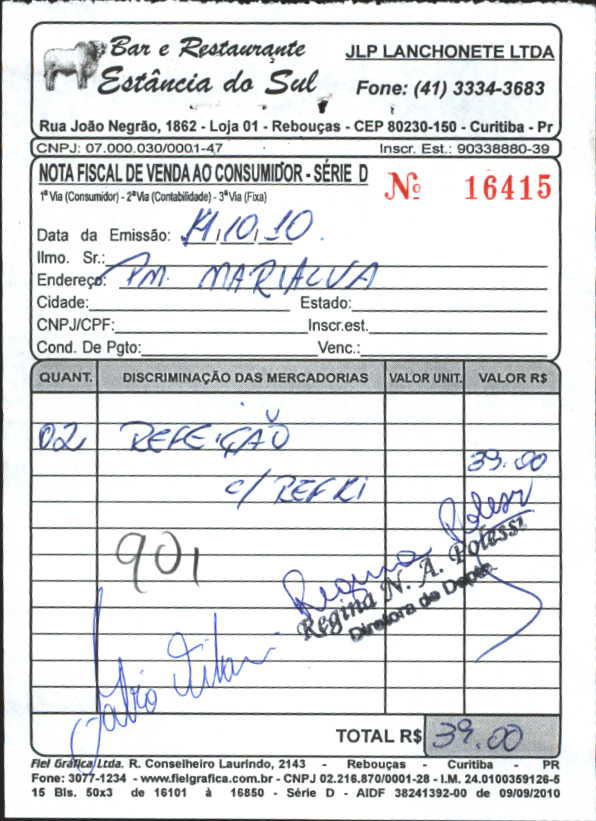 Bar e Restaurante
Estância do Sul
JLP LANCHONETE LTDA
Fone: (41) 3334-3683
Rua João Negrão, 1862 - Loja 01 - Rebouças - CEP 80230-150 - Curitiba - Pr
CNPJ: 07.000.030/0001-47 Inscr. Est.: 90338880-39
NOTA FISCAL DE VENDA AO CONSUMIDOR - SÉRIE D
1ª Via (Consumidor) - 2ª Via (Contabilidade) - 3ª Via (Fixa)
Nº 16415
Data da Emissão: 14/10/10.
Ilmo. Sr.:
Endereço: PM. MARIALVA
Cidade: Estado:
CNPJ/CPF: Inscr.est.
Cond. De Pgto: Venc.:
QUANT. DISCRIMINAÇÃO DAS MERCADORIAS VALOR UNIT. VALOR R$
02 REFEIÇÃO
39.00
c/ REFRI
901
Regina N. A. Polessi
Diretora de Depto.
TOTAL R$ 39.00
Fiel Gráfica Ltda. R. Conselheiro Laurindo, 2143 - Rebouças - Curitiba - PR
Fone: 3077-1234 - www.fielgrafica.com.br - CNPJ 02.216.870/0001-28 - I.M. 24.0100359126-5
15 Bls. 50x3 de 16101 à 16850 - Série D - AIDF 38241392-00 de 09/09/2010